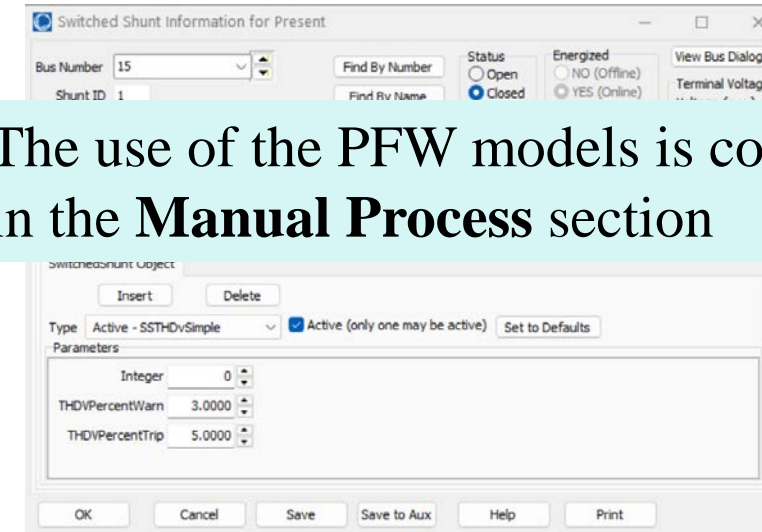 Switched Shunt Information for Present
Bus Number 15 Find By Number Status Energized View Bus Dialog
Open NO (Offline)
Shunt ID 1 Find By Name Closed YES (Online) Terminal
The use of the PFW models is
in the Manual Process section
SwitchedShunt Object
Insert Delete
Type Active - SSTHDvSimple Active (only one may be active) Set to Defaults
Parameters
Integer 0
THDVPercentWarn 3.0000
THDVPercentTrip 5.0000
OK Cancel Save Save to Aux Help Print